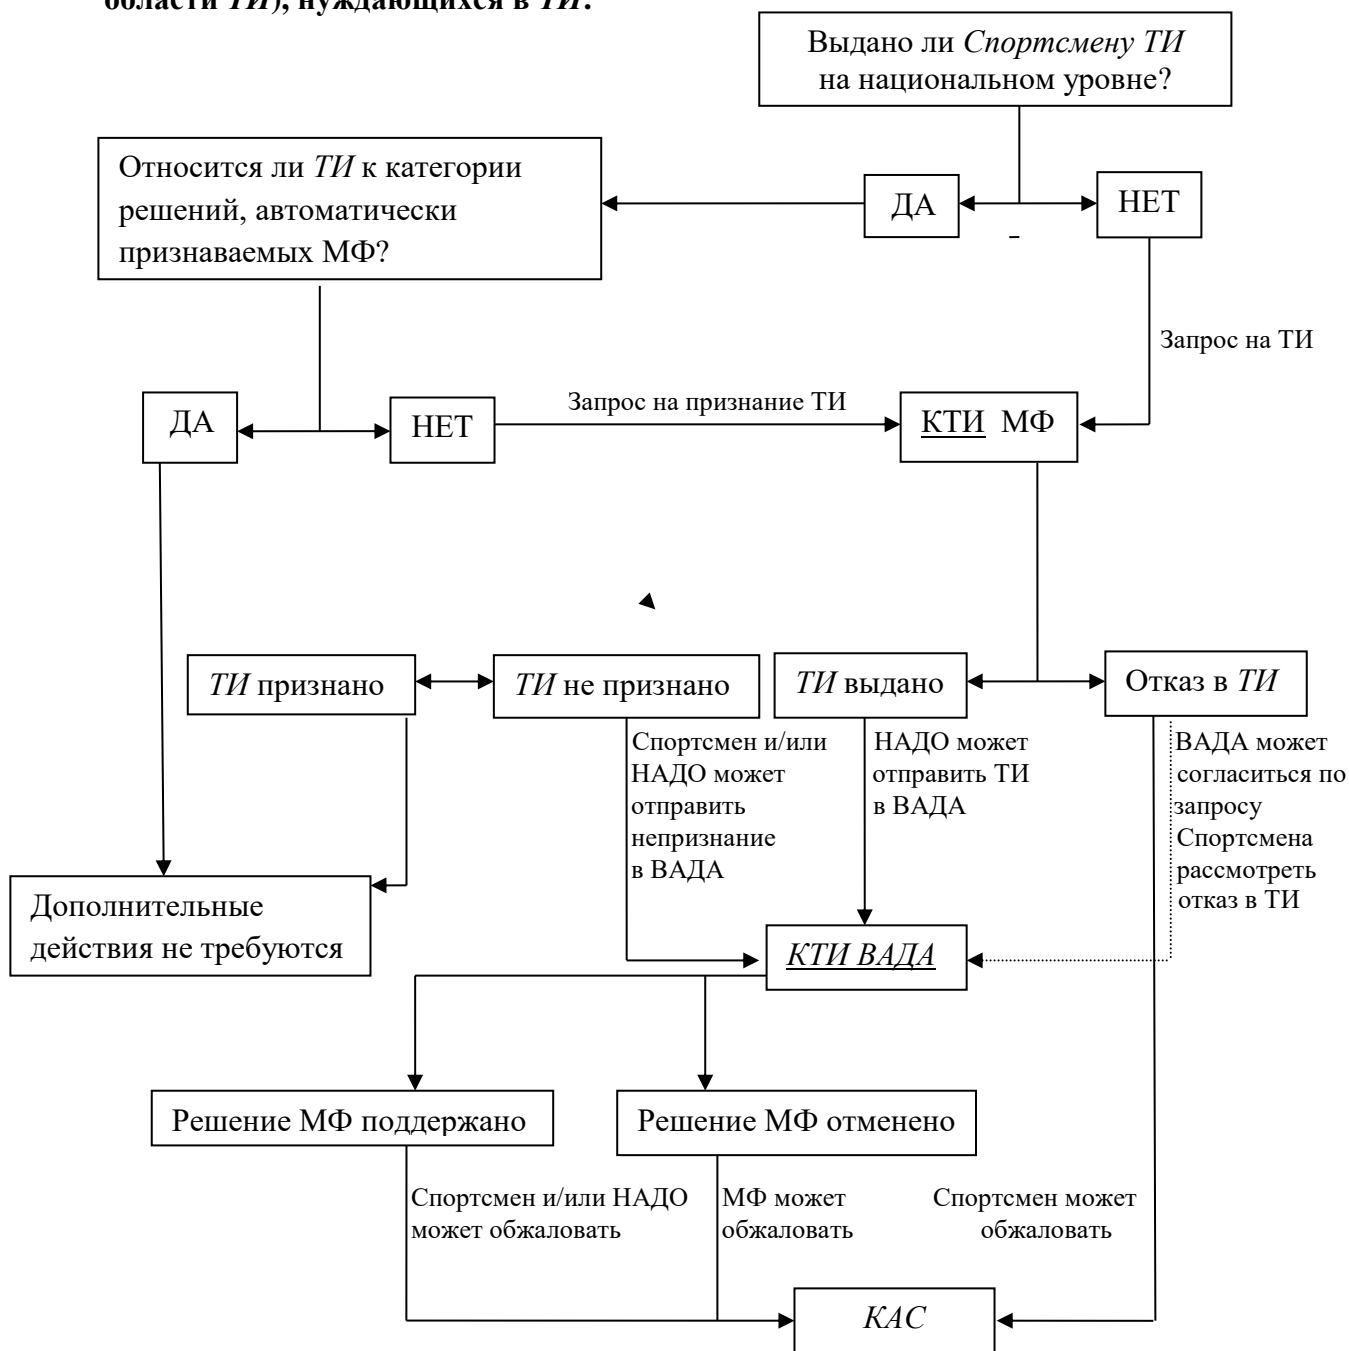 области ТИ), нуждающихся в ТИ.
Выдано ли Спортсмену ТИ
на национальном уровне?
Относится ли ТИ к категории
решений, автоматически
признаваемых МФ?
ДА
НЕТ
Запрос на ТИ
ДА
НЕТ
Запрос на признание ТИ
КТИ МФ
ТИ признано
ТИ не признано
ТИ выдано
Отказ в ТИ
Спортсмен и/или
НАДО может
отправить
непризнание
в ВАДА
НАДО может
отправить ТИ
в ВАДА
ВАДА может
согласиться по
запросу
Спортсмена
рассмотреть
отказ в ТИ
Дополнительные
действия не требуются
КТИ ВАДА
Решение МФ поддержано
Решение МФ отменено
Спортсмен и/или НАДО
может обжаловать
МФ может
обжаловать
Спортсмен может
обжаловать
КАС